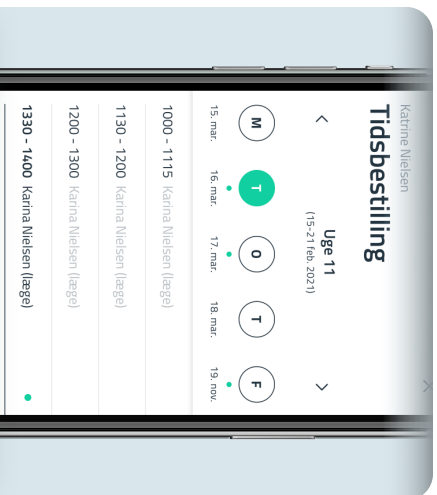 Katrine Nielsen
Tidsbestilling
Uge 11
(15-21 feb. 2021)
M T O T F
15. mar. 16. mar. 17. mar. 18. mar. 19. nov.
1000 - 1115 Karina Nielsen (læge)
1130 - 1200 Karina Nielsen (læge)
1200 - 1300 Karina Nielsen (læge)
1330 - 1400 Karina Nielsen (læge)